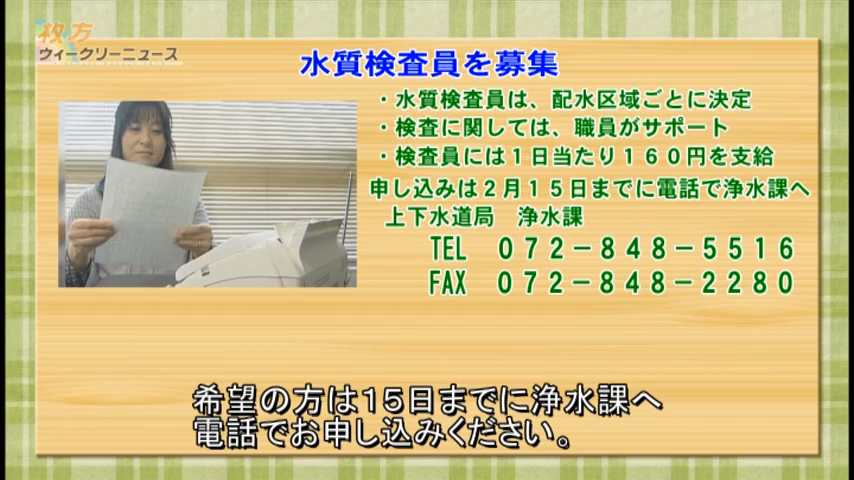 枚方
ウィークリーニュース
水質検査員を募集
・水質検査員は、配水区域ごとに決定
・検査に関しては、職員がサポート
・検査員には１日当たり１６０円を支給
申し込みは２月１５日までに電話で浄水課へ
上下水道局　浄水課
TEL　０７２－８４８－５５１６
FAX　０７２－８４８－２２８０
希望の方は15日までに浄水課へ
電話でお申し込みください。